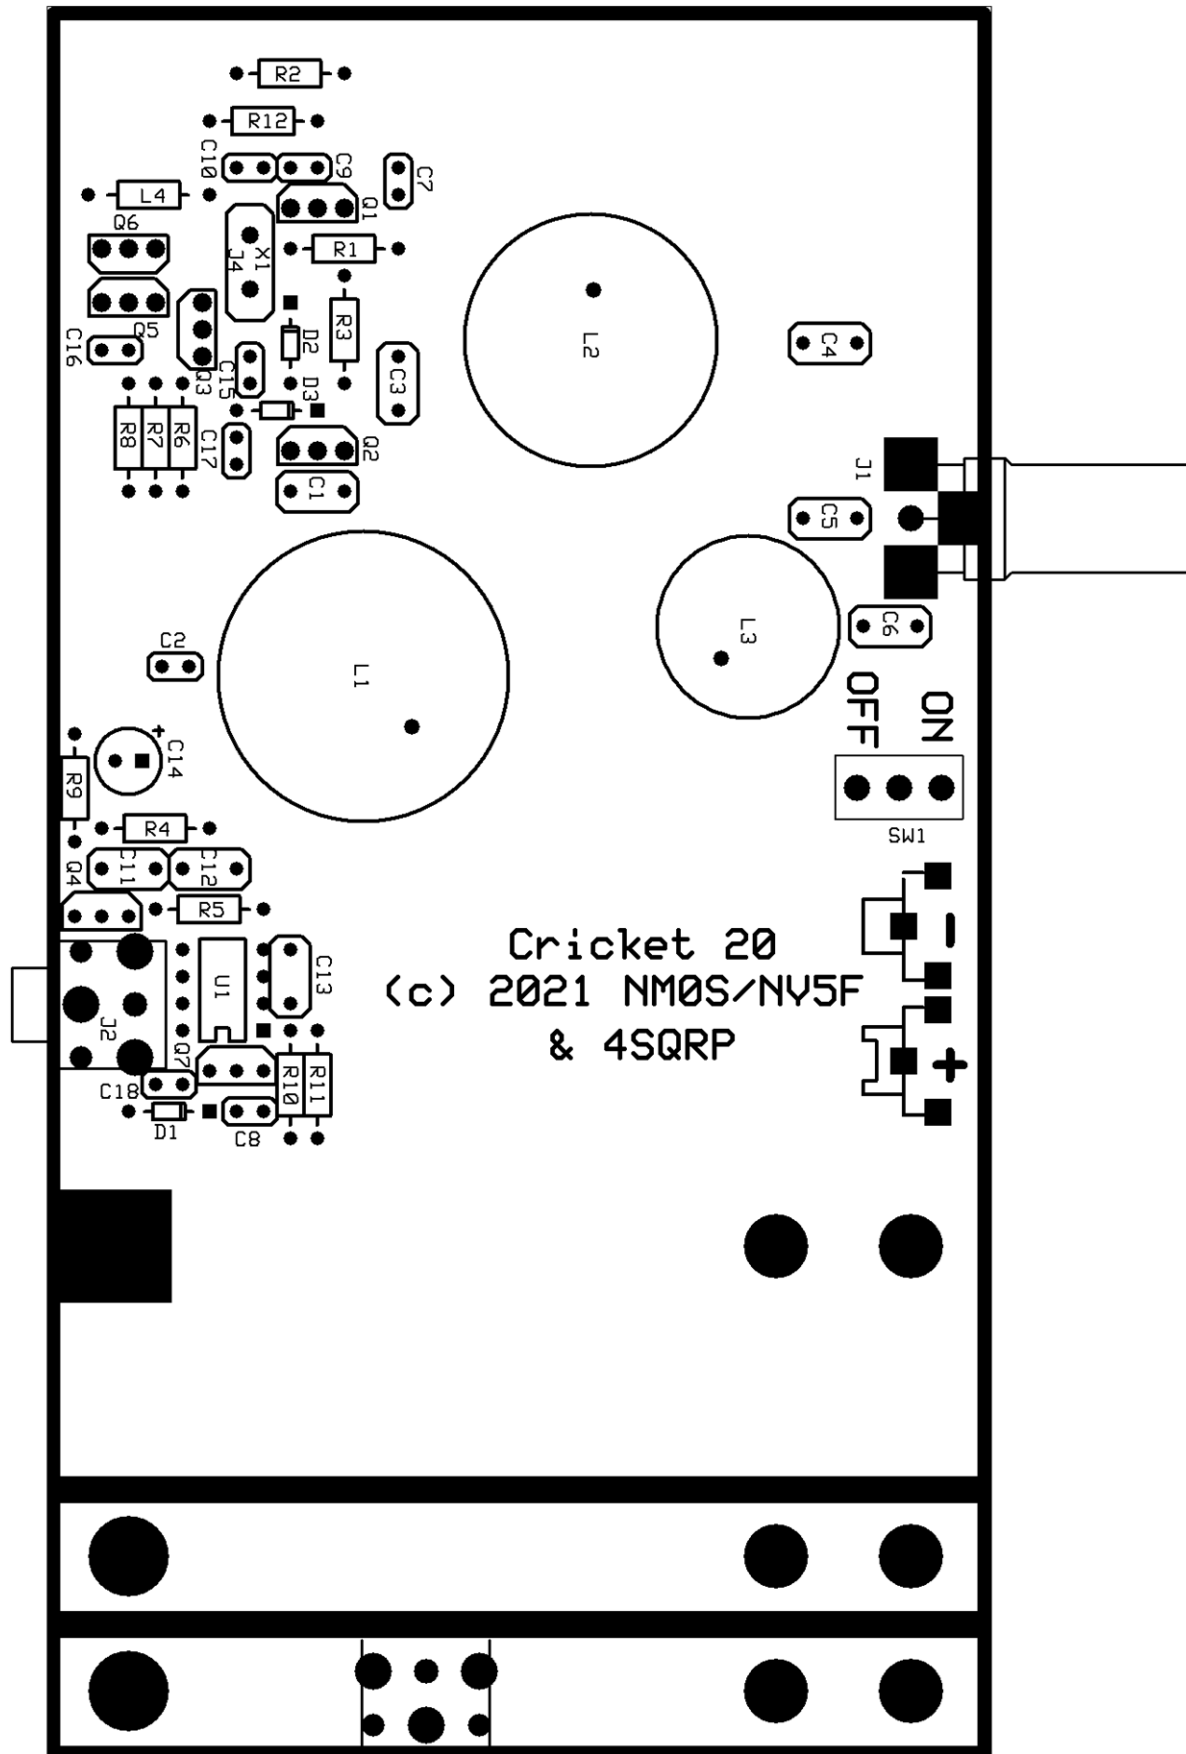 R2
R12
C10
C9
C7
L4
Q1
Q6
R1
J4
X1
L2
R3
D2
Q5
C16
C4
Q3
C15
D3
C3
R8
R7
R6
C17
Q2
J1
C1
C5
L3
C6
C2
L1
OFF
ON
+
C14
R9
R4
SW1
Q4
C11
C12
R5
Cricket 20
(c) 2021 NM0S/NV5F
& 4SQRP
-
U1
C13
J2
Q7
+
C18
R10
R11
D1
C8